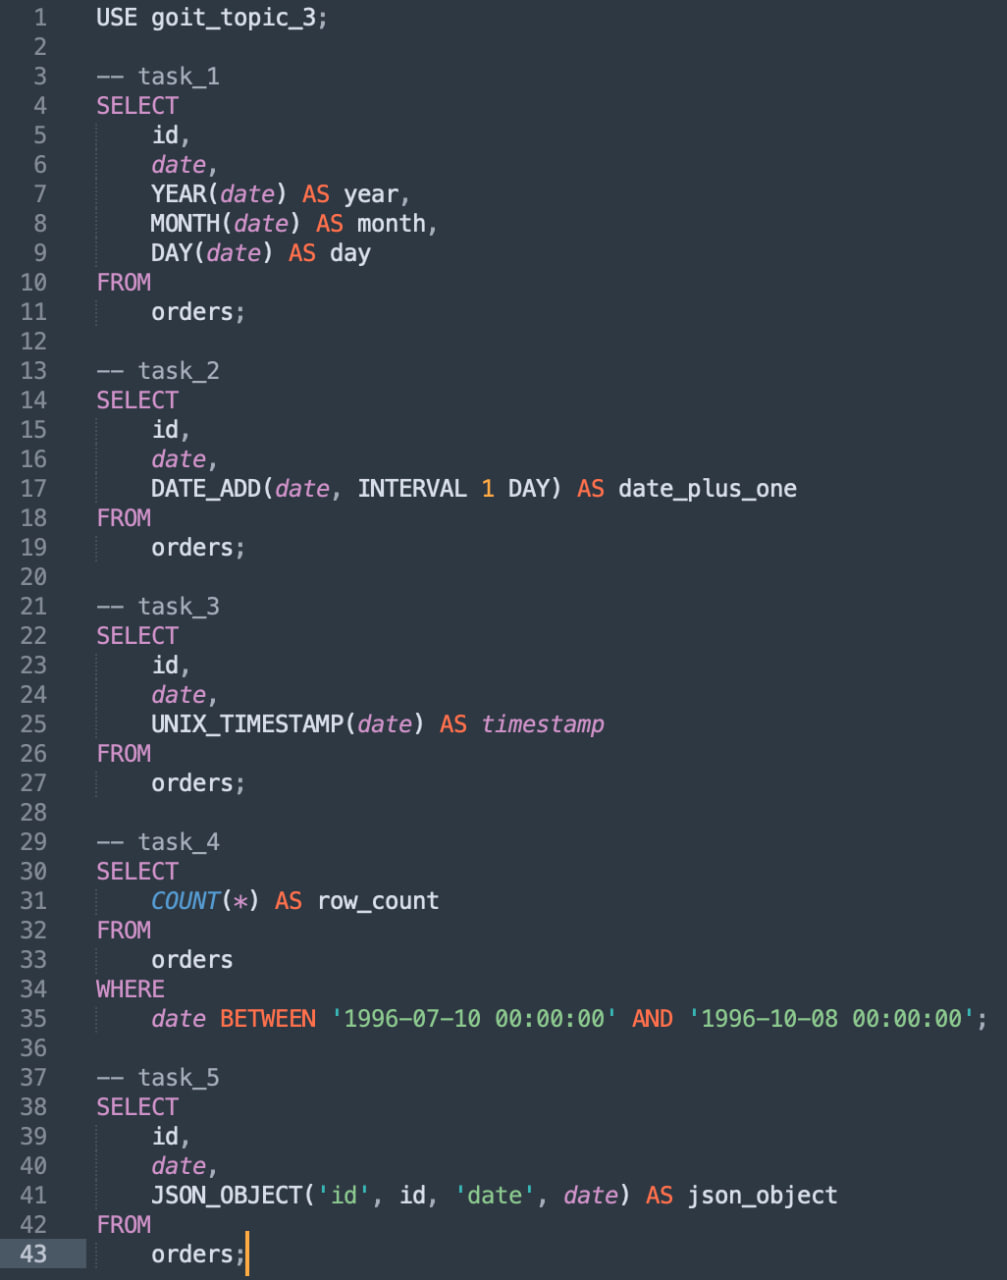 1 USE goit_topic_3;
2
3 -- task_1
4 SELECT
5     id,
6     date,
7     YEAR(date) AS year,
8     MONTH(date) AS month,
9     DAY(date) AS day
10 FROM
11     orders;
12
13 -- task_2
14 SELECT
15     id,
16     date,
17     DATE_ADD(date, INTERVAL 1 DAY) AS date_plus_one
18 FROM
19     orders;
20
21 -- task_3
22 SELECT
23     id,
24     date,
25     UNIX_TIMESTAMP(date) AS timestamp
26 FROM
27     orders;
28
29 -- task_4
30 SELECT
31     COUNT(*) AS row_count
32 FROM
33     orders
34 WHERE
35     date BETWEEN '1996-07-10 00:00:00' AND '1996-10-08 00:00:00';
36
37 -- task_5
38 SELECT
39     id,
40     date,
41     JSON_OBJECT('id', id, 'date', date) AS json_object
42 FROM
43     orders;